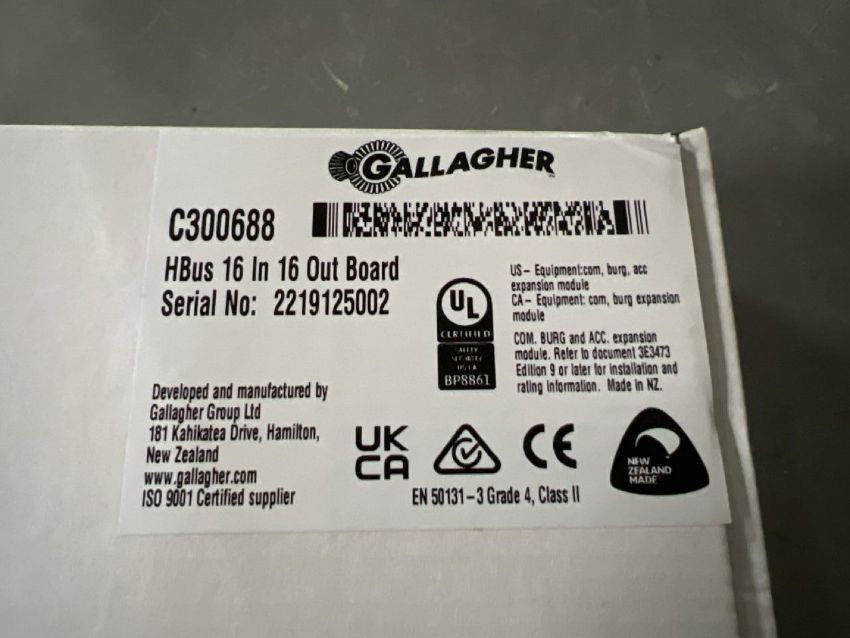 GALLAGHER
C300688
HBus 16 In 16 Out Board
Serial No: 2219125002
UL
CERTIFIED
SAFETY
SECURITY
US CA
BP8861
US- Equipment:com, burg, acc
expansion module
CA- Equipment: com, burg expansion
module
COM. BURG and ACC. expansion
module. Refer to document 3E3473
Edition 9 or later for installation and
rating information. Made in NZ.
Developed and manufactured by
Gallagher Group Ltd
181 Kahikatea Drive, Hamilton,
New Zealand
www.gallagher.com
ISO 9001 Certified supplier
UK
CA
CE
EN 50131-3 Grade 4, Class II
NEW
ZEALAND
MADE